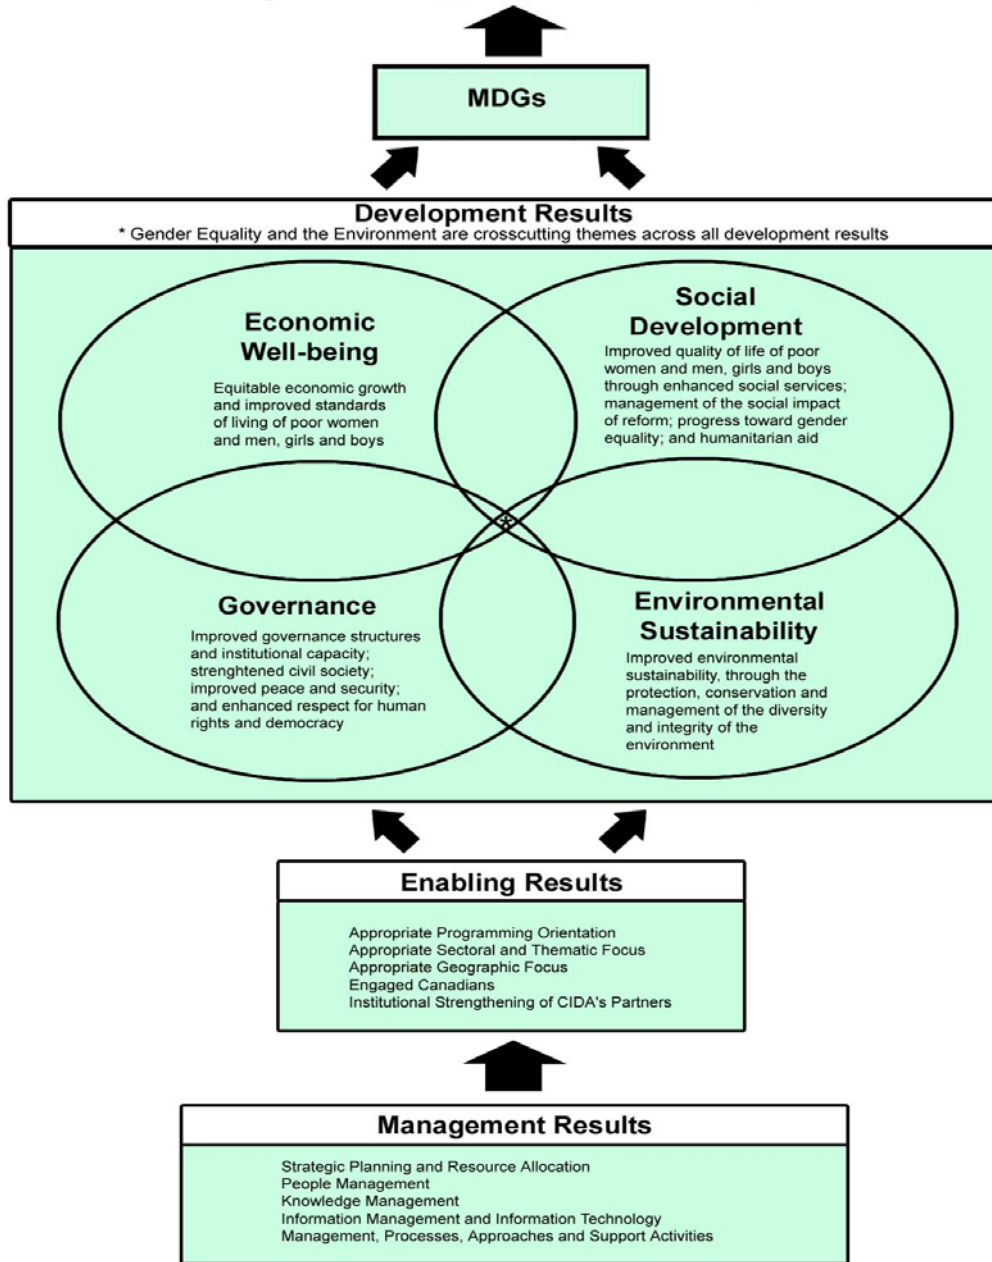 MDGs
Development Results
* Gender Equality and the Environment are crosscutting themes across all development results
Economic
Well-being
Equitable economic growth
and improved standards
of living of poor women
and men, girls and boys
Social
Development
Improved quality of life of poor
women and men, girls and boys
through enhanced social services;
management of the social impact
of reform; progress toward gender
equality; and humanitarian aid
*
Governance
Improved governance structures
and institutional capacity;
strenghtened civil society;
improved peace and security;
and enhanced respect for human
rights and democracy
Environmental
Sustainability
Improved environmental
sustainability, through the
protection, conservation and
management of the diversity
and integrity of the
environment
Enabling Results
Appropriate Programming Orientation
Appropriate Sectoral and Thematic Focus
Appropriate Geographic Focus
Engaged Canadians
Institutional Strengthening of CIDA's Partners
Management Results
Strategic Planning and Resource Allocation
People Management
Knowledge Management
Information Management and Information Technology
Management, Processes, Approaches and Support Activities